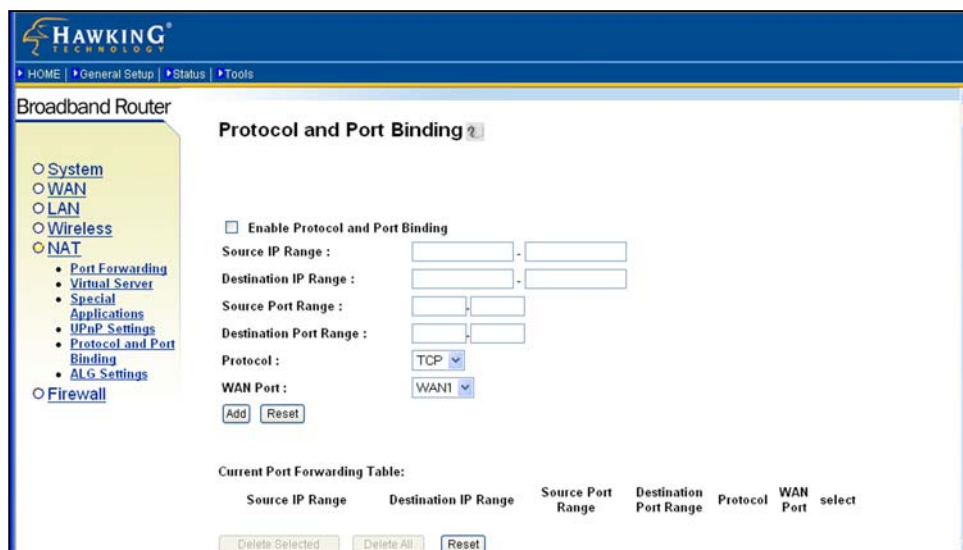 HAWKING®
TECHNOLOGY
HOME | General Setup | Status | Tools
Broadband Router
System
WAN
LAN
Wireless
NAT
Port Forwarding
Virtual Server
Special
Applications
UPnP Settings
Protocol and Port
Binding
ALG Settings
Firewall
Protocol and Port Binding
Enable Protocol and Port Binding
Source IP Range : -
Destination IP Range : -
Source Port Range : -
Destination Port Range : -
Protocol : TCP
WAN Port : WAN1
Add Reset
Current Port Forwarding Table:
Source IP Range Destination IP Range Source Port Range Destination Port Range Protocol WAN Port select
Delete Selected Delete All Reset